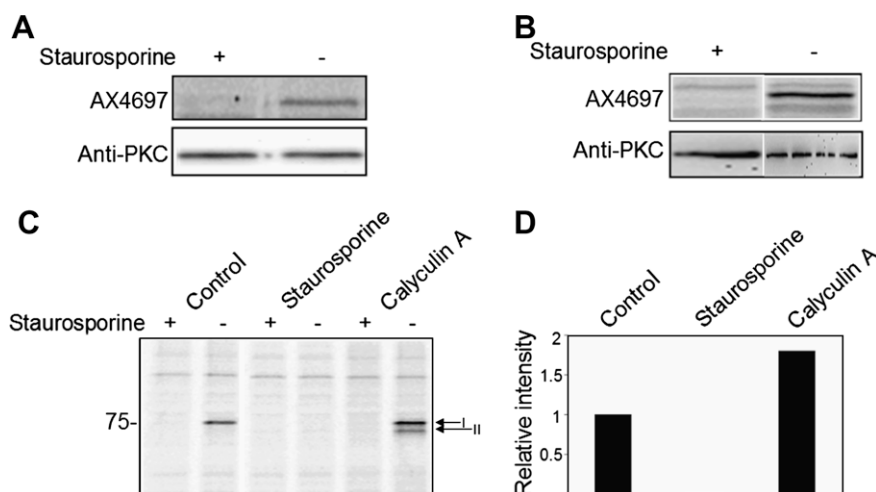 A
Staurosporine + -
AX4697
Anti-PKC
B
Staurosporine + -
AX4697
Anti-PKC
C
Control Staurosporine Calyculin A
Staurosporine + - + - + -
75-
I
II
D
Control Staurosporine Calyculin A
Relative intensity
2
1.5
1
0.5